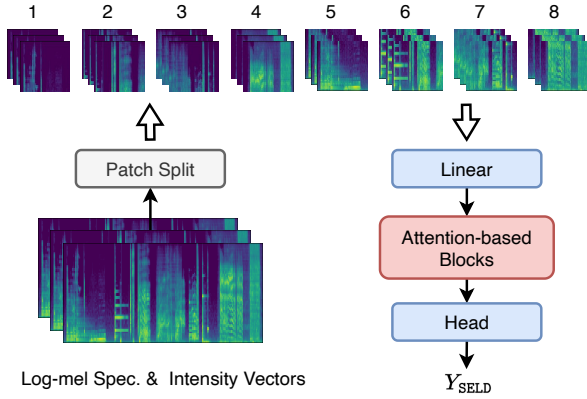 1 2 3 4 5 6 7 8
Patch Split
Log-mel Spec. & Intensity Vectors
Linear
Attention-based
Blocks
Head
Y_SELD